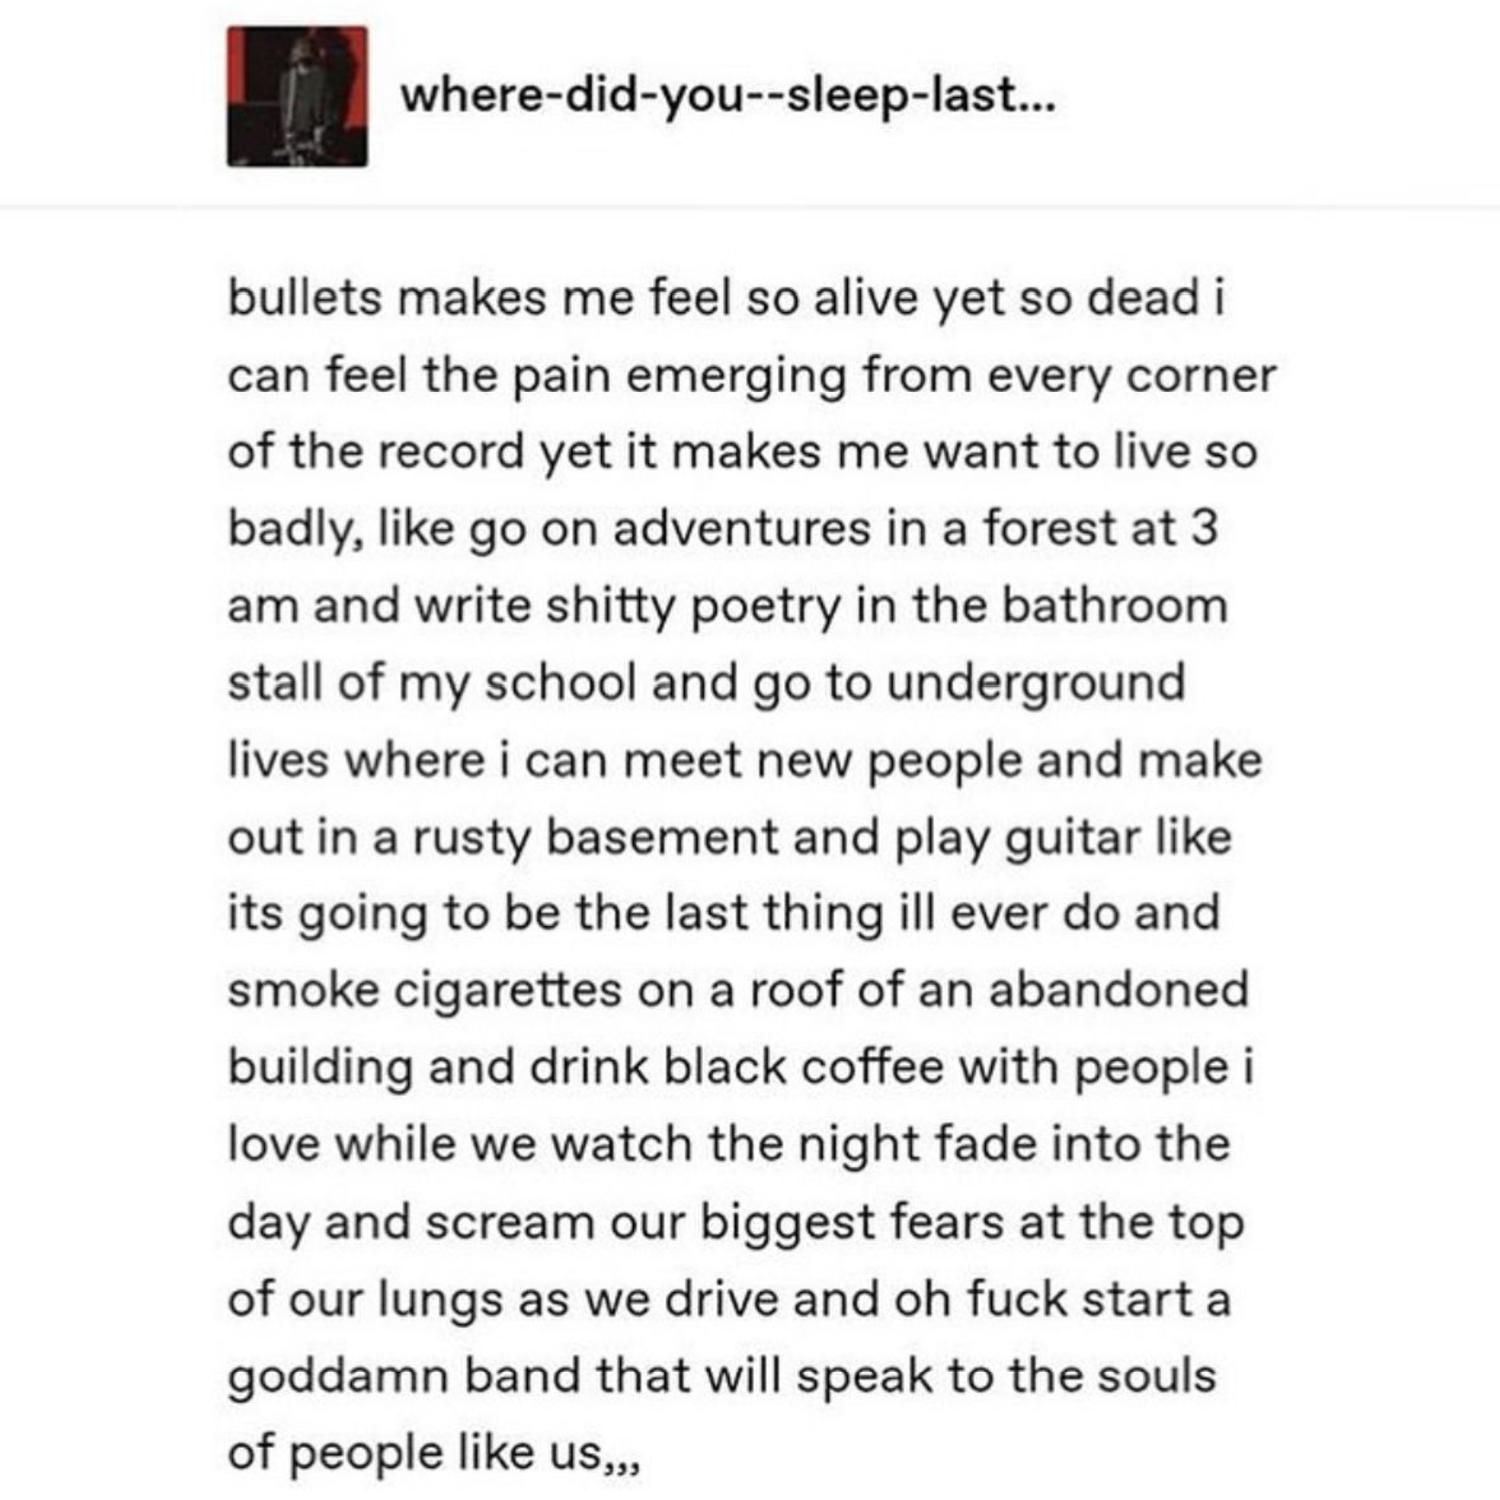 where-did-you--sleep-last...
bullets makes me feel so alive yet so dead i
can feel the pain emerging from every corner
of the record yet it makes me want to live so
badly, like go on adventures in a forest at 3
am and write shitty poetry in the bathroom
stall of my school and go to underground
lives where i can meet new people and make
out in a rusty basement and play guitar like
its going to be the last thing ill ever do and
smoke cigarettes on a roof of an abandoned
building and drink black coffee with people i
love while we watch the night fade into the
day and scream our biggest fears at the top
of our lungs as we drive and oh fuck start a
goddamn band that will speak to the souls
of people like us,,,